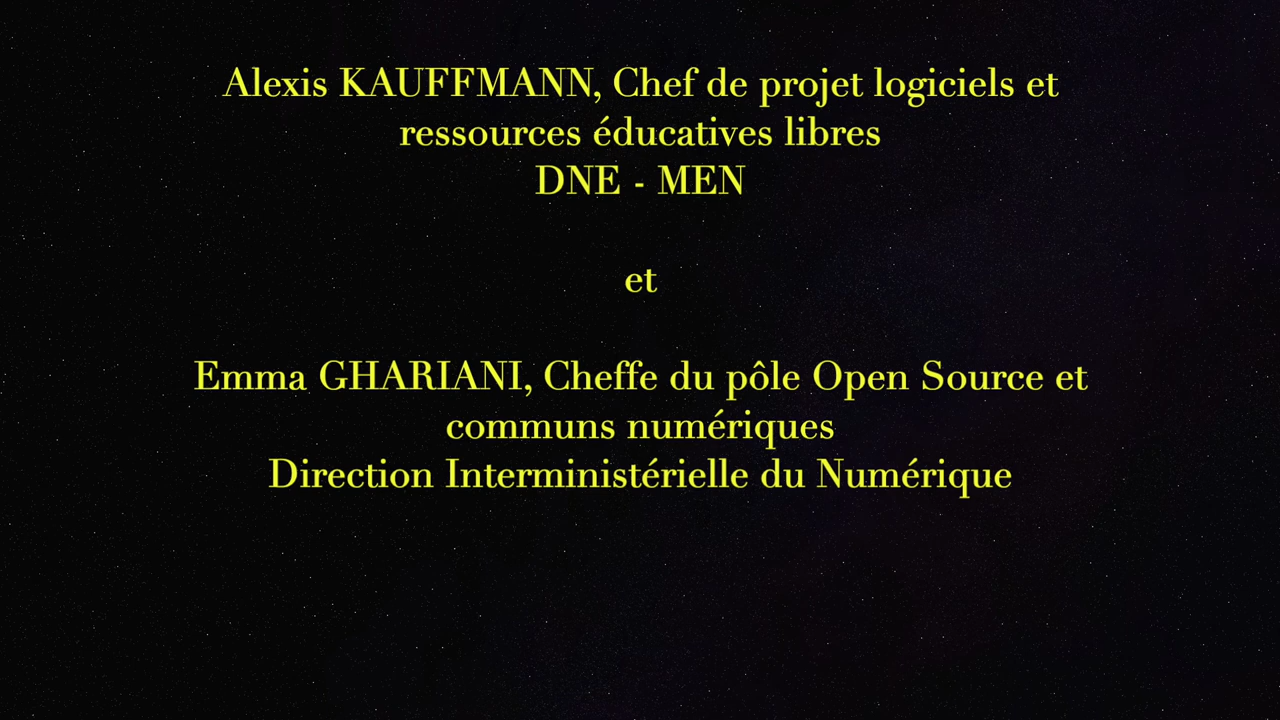 Alexis KAUFFMANN, Chef de projet logiciels et
ressources éducatives libres
DNE - MEN
et
Emma GHARIANI, Cheffe du pôle Open Source et
communs numériques
Direction Interministérielle du Numérique